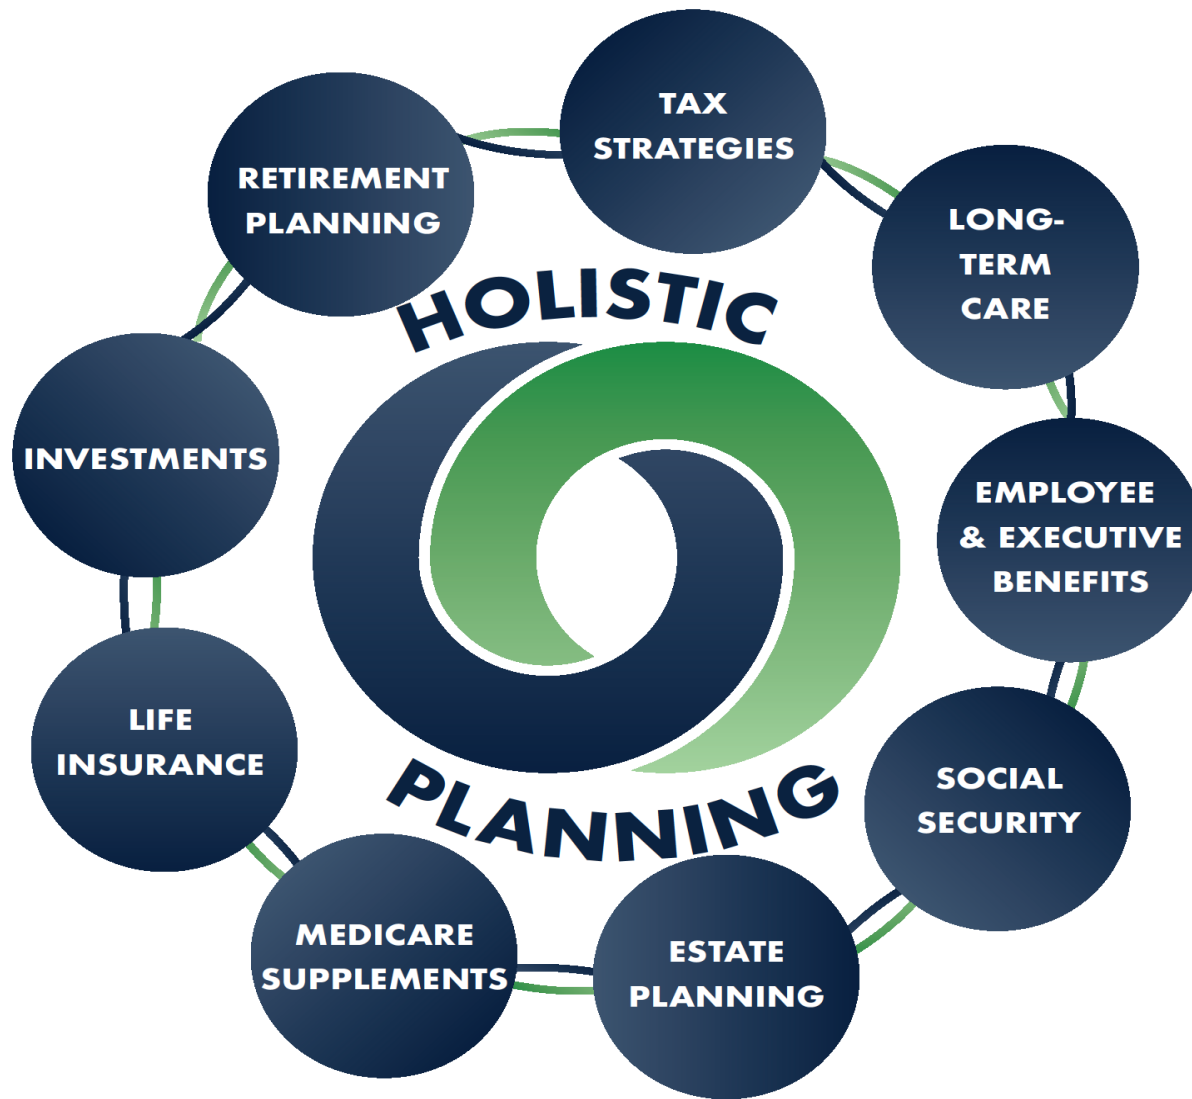 TAX
STRATEGIES
RETIREMENT
PLANNING
LONG-
TERM
CARE
HOLISTIC
INVESTMENTS
EMPLOYEE
& EXECUTIVE
BENEFITS
LIFE
INSURANCE
SOCIAL
SECURITY
PLANNING
MEDICARE
SUPPLEMENTS
ESTATE
PLANNING